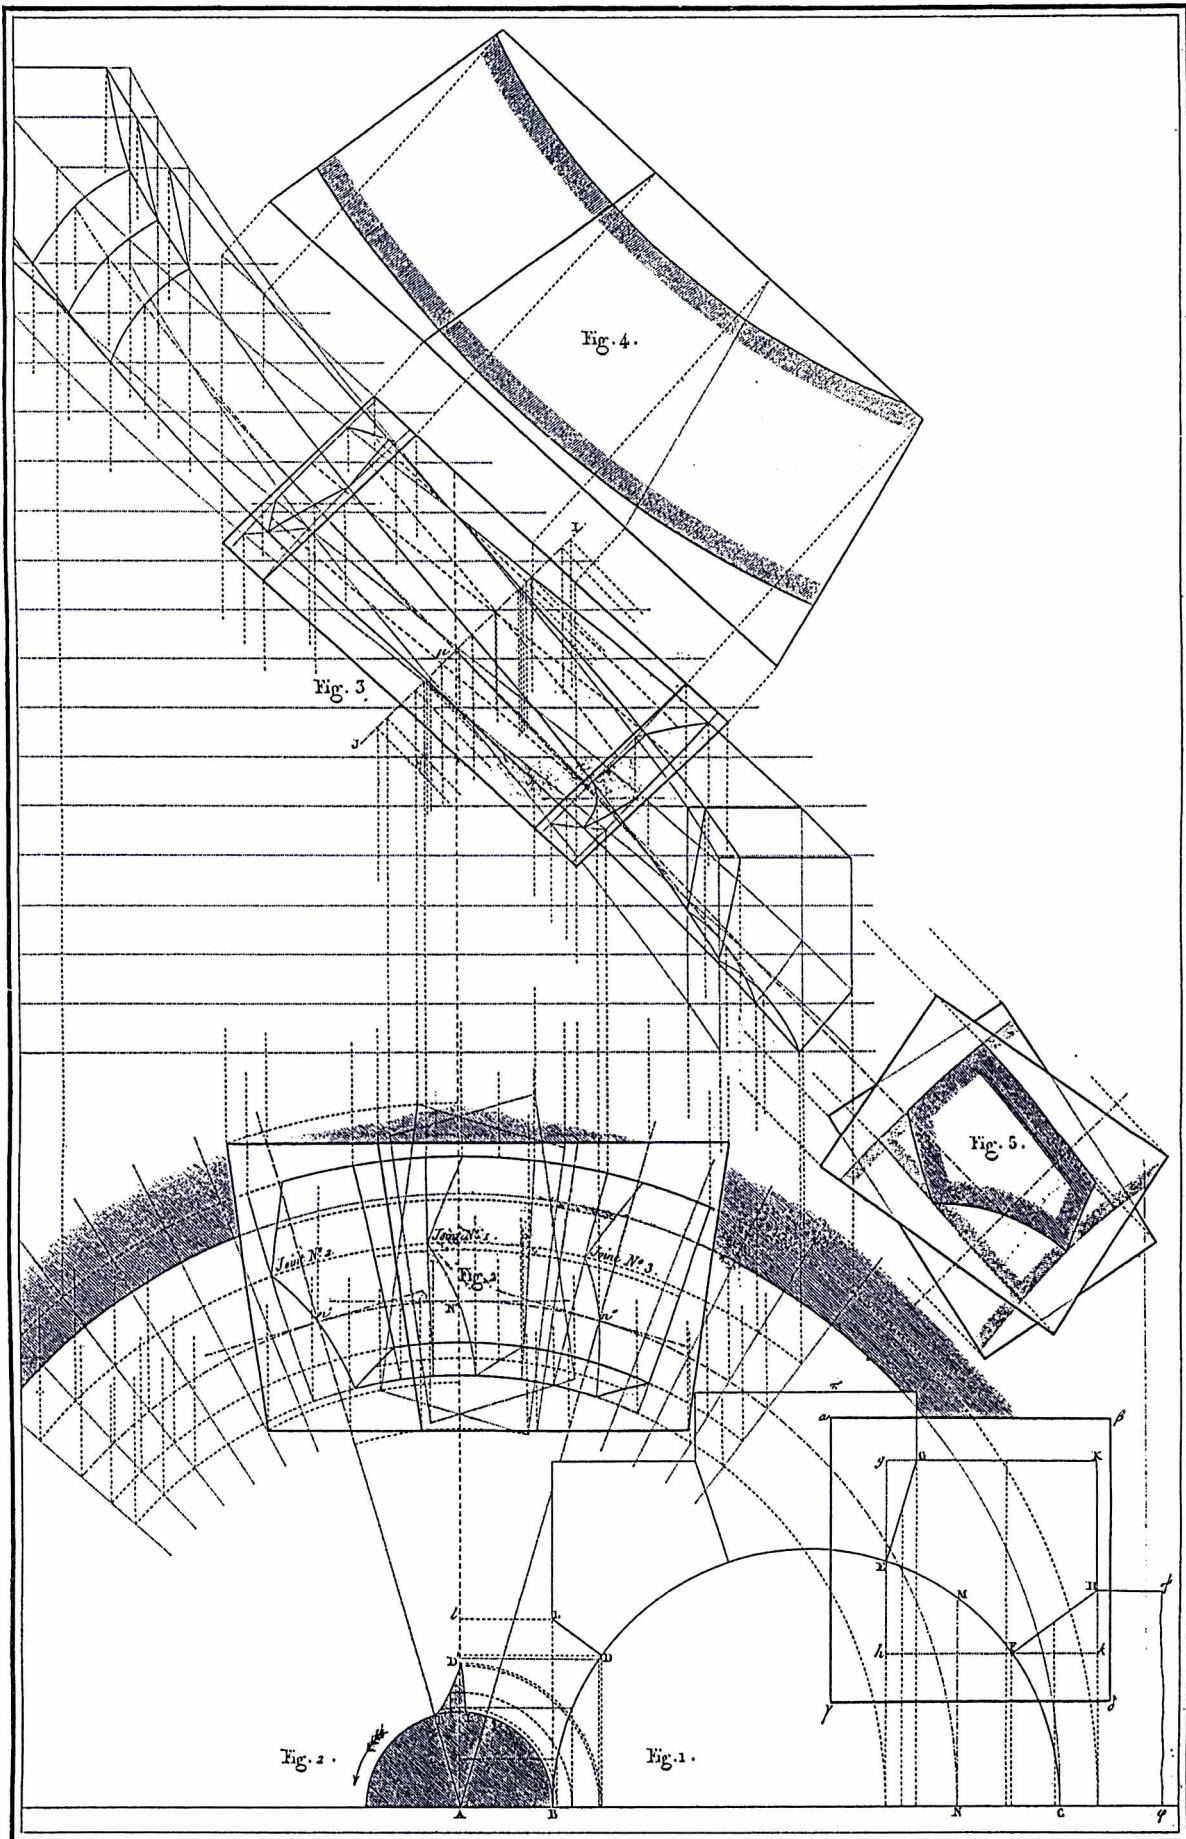 Fig. 4.
L
Fig. 3.
J
Fig. 5.
Joint Nº 2
Joint Nº 1
Joint Nº 3
Fig. 2
N
n'
π
α
β
g
G
K
E
M
H
h
F
k
l
L
D
D
γ
δ
Fig. 2.
Fig. 1.
A
B
N
C
φ